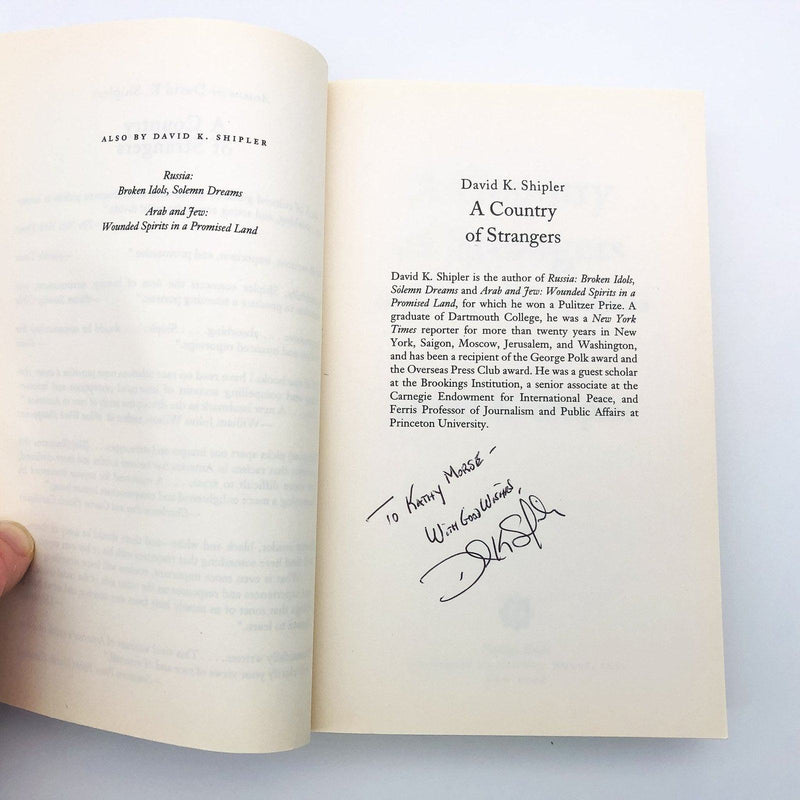 ALSO BY DAVID K. SHIPLER
Russia:
Broken Idols, Solemn Dreams
Arab and Jew:
Wounded Spirits in a Promised Land
David K. Shipler
A Country
of Strangers
David K. Shipler is the author of Russia: Broken Idols,
Solemn Dreams and Arab and Jew: Wounded Spirits in a
Promised Land, for which he won a Pulitzer Prize. A
graduate of Dartmouth College, he was a New York
Times reporter for more than twenty years in New
York, Saigon, Moscow, Jerusalem, and Washington,
and has been a recipient of the George Polk award and
the Overseas Press Club award. He was a guest scholar
at the Brookings Institution, a senior associate at the
Carnegie Endowment for International Peace, and
Ferris Professor of Journalism and Public Affairs at
Princeton University.
To KATHY MORSE -
WITH GOOD WISHES,
D K Shipler